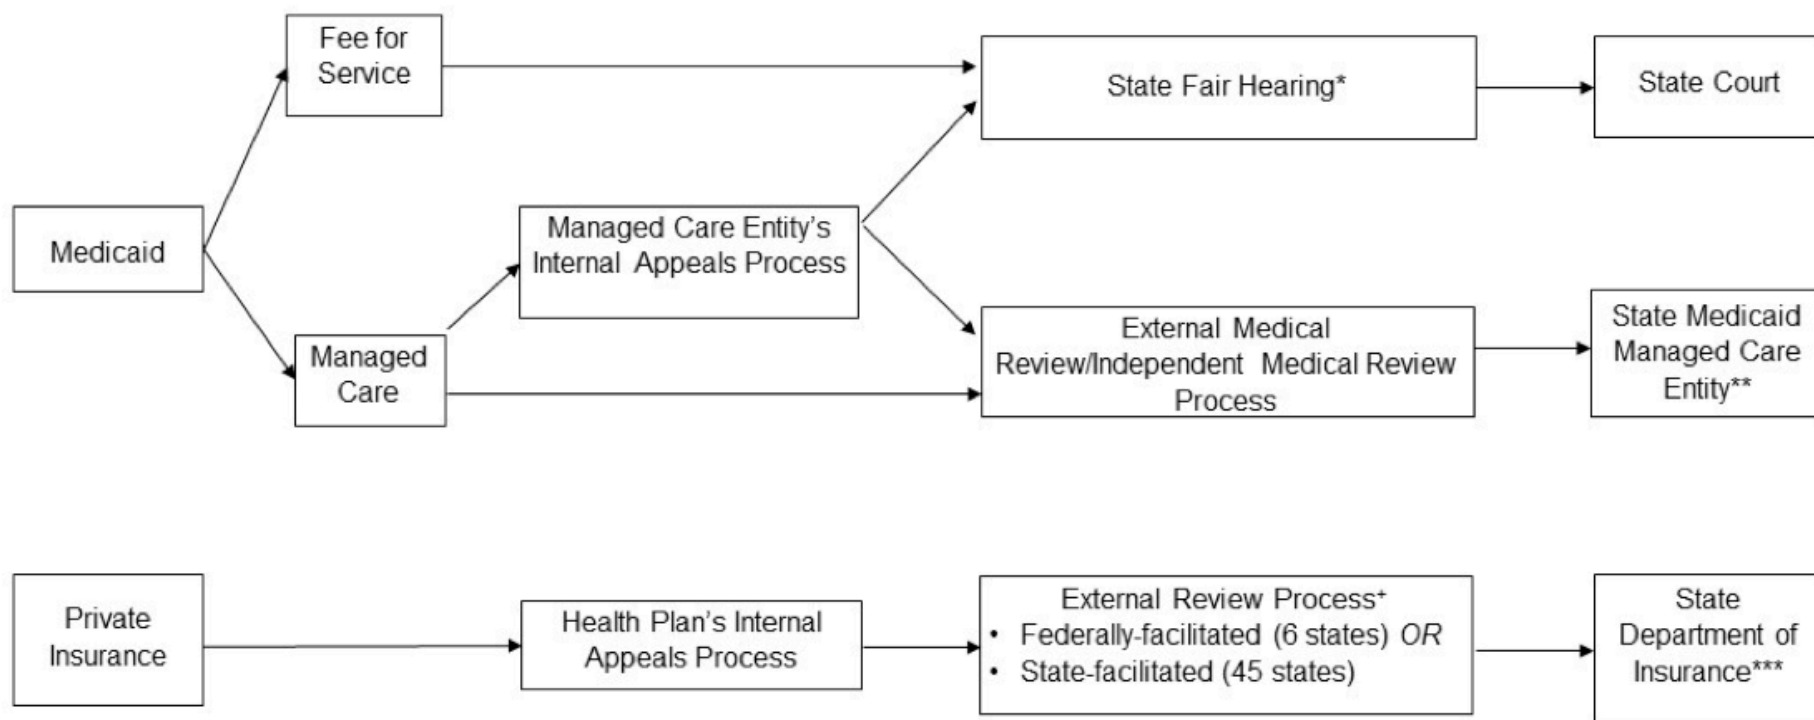 Fee for
Service
State Fair Hearing*
State Court
Medicaid
Managed Care Entity’s
Internal Appeals Process
Managed
Care
External Medical
Review/Independent Medical Review
Process
State Medicaid
Managed Care
Entity**
Private
Insurance
Health Plan’s Internal
Appeals Process
External Review Process⁺
• Federally-facilitated (6 states) OR
• State-facilitated (45 states)
State
Department of
Insurance***